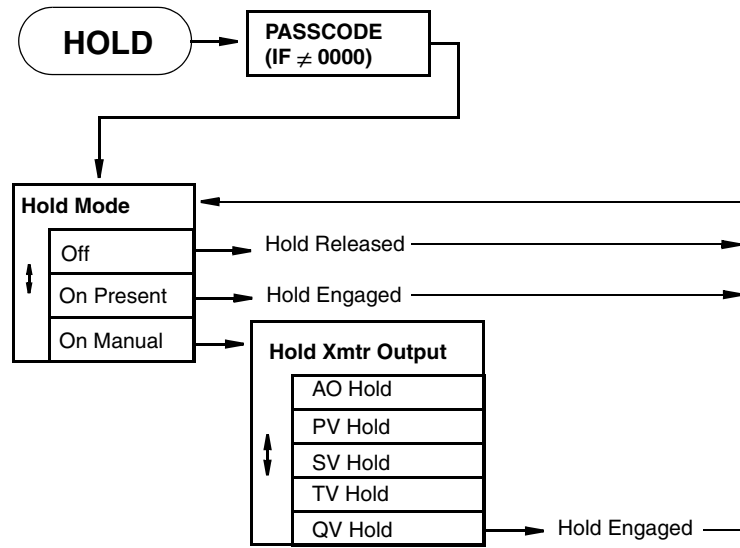 HOLD
PASSCODE
(IF ≠ 0000)
Hold Mode
Off
Hold Released
On Present
Hold Engaged
On Manual
Hold Xmtr Output
AO Hold
PV Hold
SV Hold
TV Hold
QV Hold
Hold Engaged